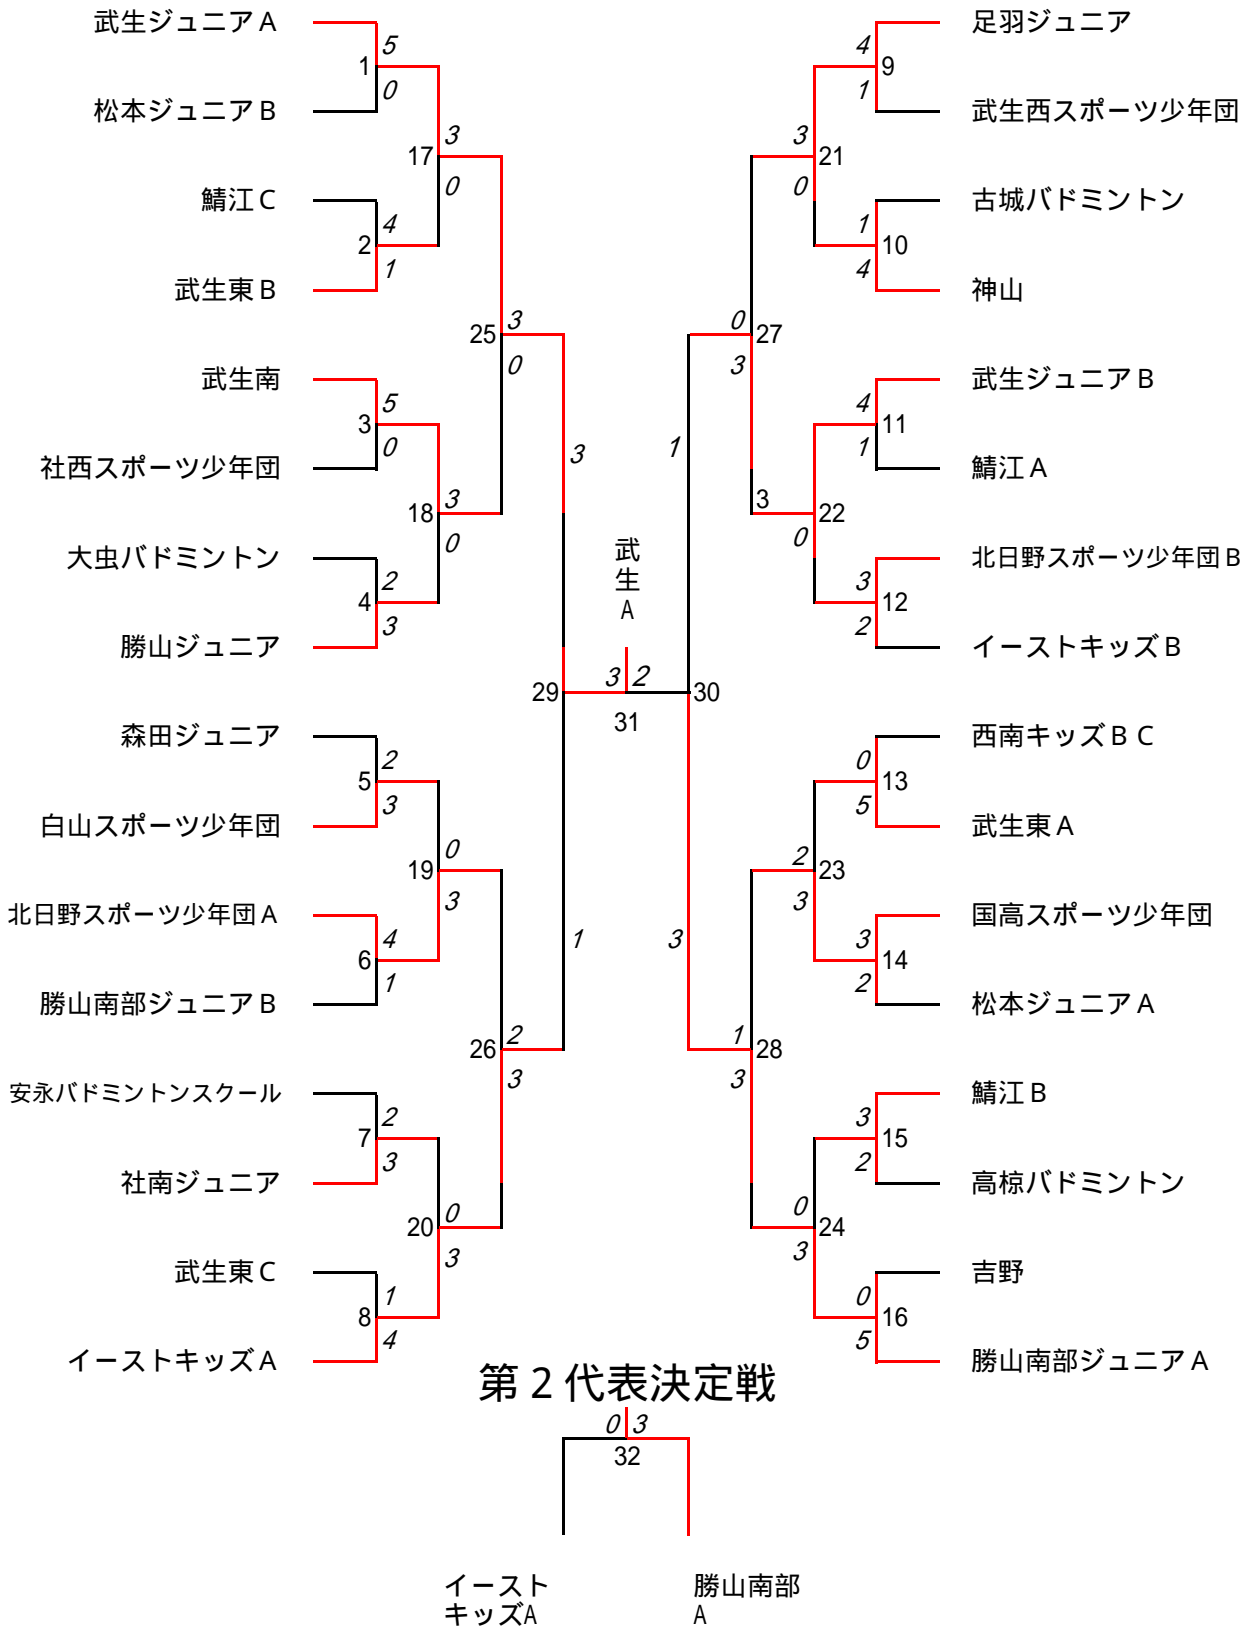 武生ジュニアA
5
1
0
松本ジュニアB
3
17
0
鯖江C
4
2
1
武生東B
3
25
0
武生南
5
3
0
社西スポーツ少年団
3
18
0
大虫バドミントン
2
4
3
勝山ジュニア
3
29
1
森田ジュニア
2
5
3
白山スポーツ少年団
0
19
3
北日野スポーツ少年団A
4
6
1
勝山南部ジュニアB
2
26
3
安永バドミントンスクール
2
7
3
社南ジュニア
0
20
3
武生東C
1
8
4
イーストキッズA
武生A
3 2
31
足羽ジュニア
4
9
1
武生西スポーツ少年団
3
21
0
古城バドミントン
1
10
4
神山
0
27
3
武生ジュニアB
4
11
1
鯖江A
3
22
0
北日野スポーツ少年団B
3
12
2
イーストキッズB
1
30
3
西南キッズBC
0
13
5
武生東A
2
23
3
国高スポーツ少年団
3
14
2
松本ジュニアA
1
28
3
鯖江B
3
15
2
高椋バドミントン
0
24
3
吉野
0
16
5
勝山南部ジュニアA
第2代表決定戦
0 3
32
イースト
キッズA
勝山南部
A